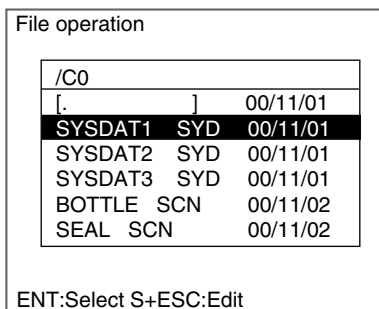 File operation
/C0
[. ] 00/11/01
SYSDAT1 SYD 00/11/01
SYSDAT2 SYD 00/11/01
SYSDAT3 SYD 00/11/01
BOTTLE SCN 00/11/02
SEAL SCN 00/11/02
ENT:Select S+ESC:Edit